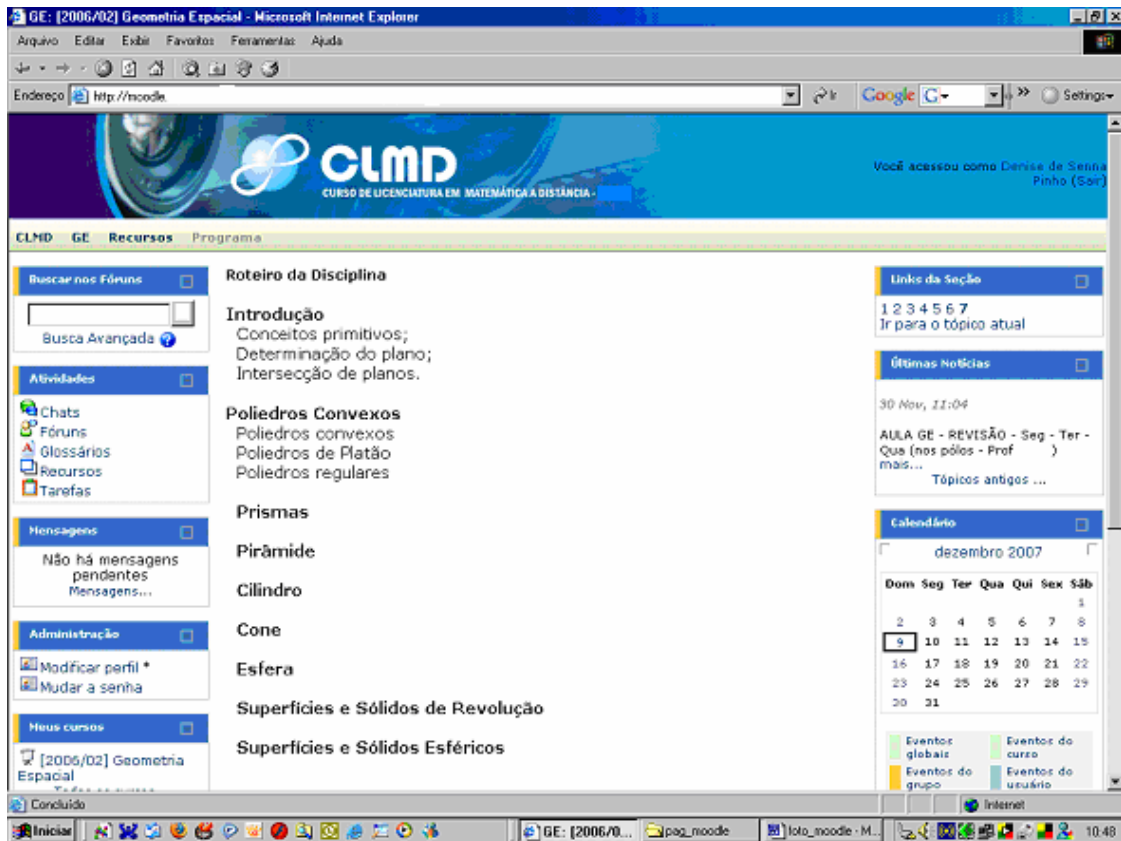 GE: [2006/02] Geometria Espacial - Microsoft Internet Explorer
Arquivo Editar Exibir Favoritos Ferramentas Ajuda
Endereço http://moodle. Ir Google G Settings
CLMD
CURSO DE LICENCIATURA EM MATEMÁTICA A DISTÂNCIA -
Você acessou como Denise de Senna
Pinho (Sair)
CLMD GE Recursos Programa
Buscar nos Fóruns
Busca Avançada
Atividades
Chats
Fóruns
Glossários
Recursos
Tarefas
Mensagens
Não há mensagens
pendentes
Mensagens...
Administração
Modificar perfil *
Mudar a senha
Meus cursos
[2006/02] Geometria
Espacial
Todos os cursos
Roteiro da Disciplina
Introdução
Conceitos primitivos;
Determinação do plano;
Intersecção de planos.
Poliedros Convexos
Poliedros convexos
Poliedros de Platão
Poliedros regulares
Prismas
Pirâmide
Cilindro
Cone
Esfera
Superfícies e Sólidos de Revolução
Superfícies e Sólidos Esféricos
Links da Seção
1 2 3 4 5 6 7
Ir para o tópico atual
Últimas Notícias
30 Nov, 11:04
AULA GE - REVISÃO - Seg - Ter -
Qua (nos pólos - Prof )
mais...
Tópicos antigos ...
Calendário
dezembro 2007
Dom Seg Ter Qua Qui Sex Sáb
1
2 3 4 5 6 7 8
9 10 11 12 13 14 15
16 17 18 19 20 21 22
23 24 25 26 27 28 29
30 31
Eventos globais
Eventos do curso
Eventos do grupo
Eventos do usuário
Concluído Internet
Iniciar GE: [2006/0... pag_moodle loto_moodle - M... 10:48